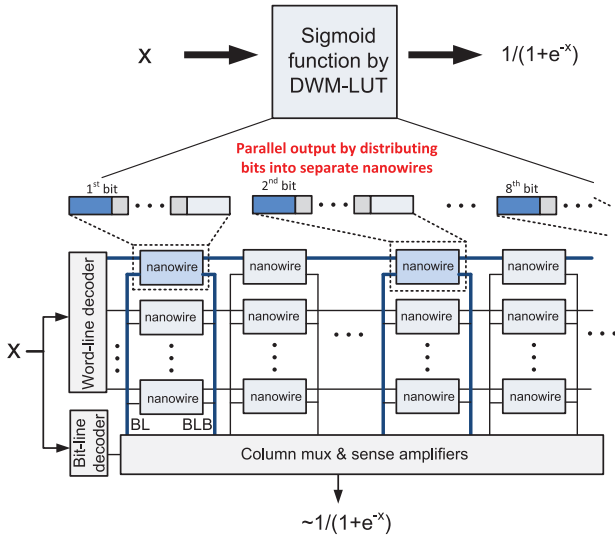 Sigmoid
function by
DWM-LUT
X
1/(1+e^-x)
Parallel output by distributing
bits into separate nanowires
1st bit
2nd bit
8th bit
nanowire
nanowire
nanowire
nanowire
nanowire
nanowire
nanowire
nanowire
nanowire
nanowire
nanowire
nanowire
Word-line decoder
X
Bit-line
decoder
BL
BLB
Column mux & sense amplifiers
~1/(1+e^-x)